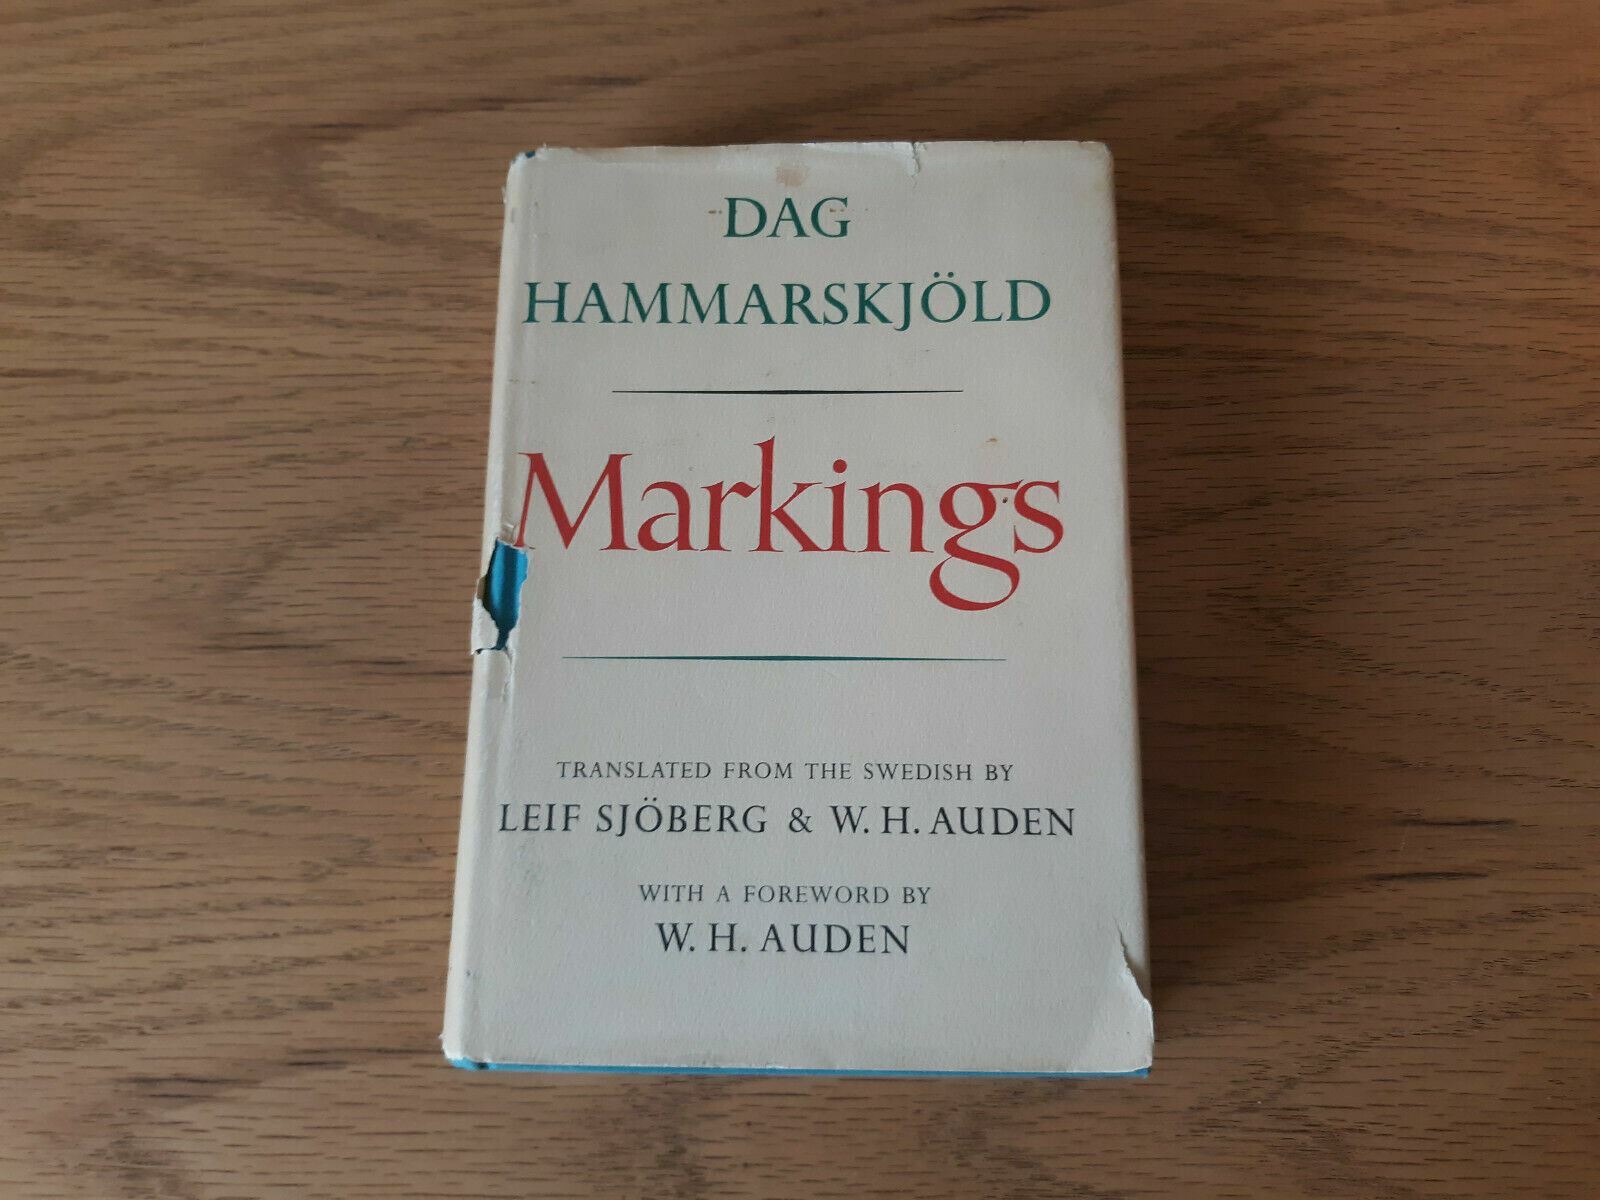 DAG
HAMMARSKJÖLD
Markings
TRANSLATED FROM THE SWEDISH BY
LEIF SJÖBERG & W. H. AUDEN
WITH A FOREWORD BY
W. H. AUDEN